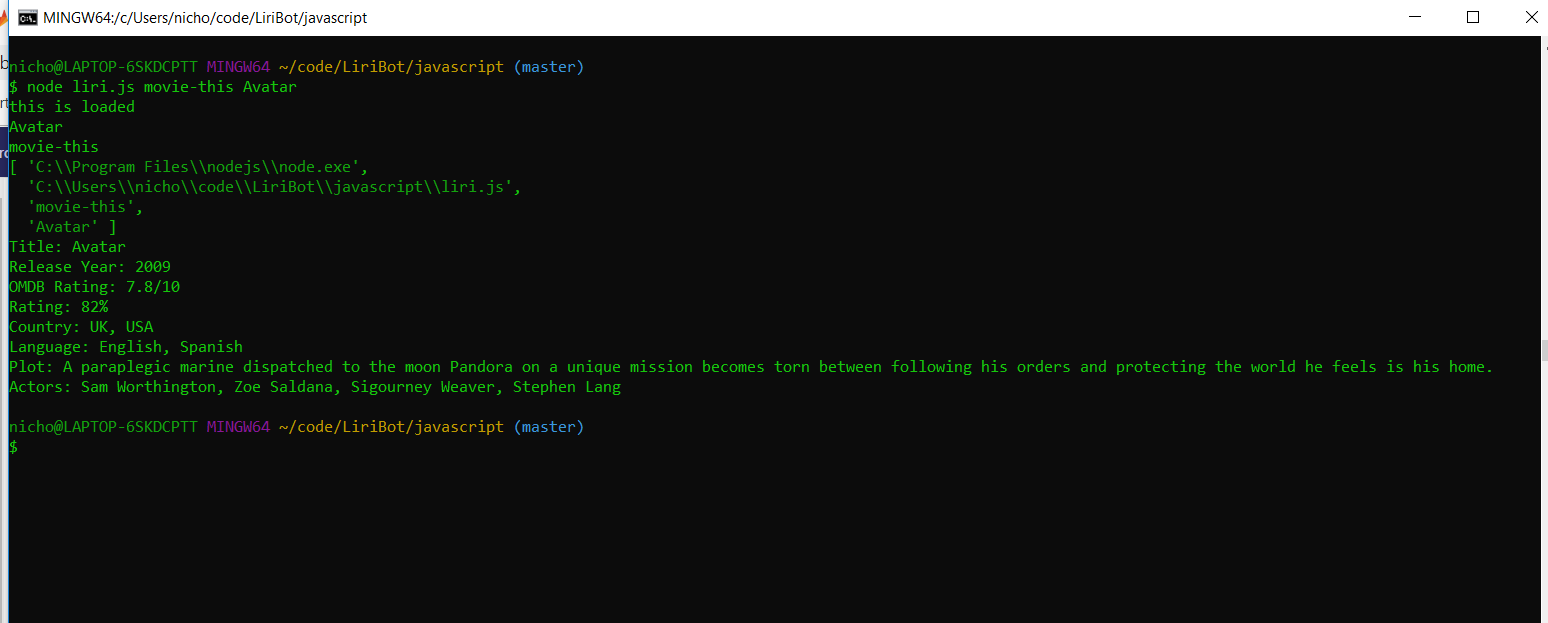 MINGW64:/c/Users/nicho/code/LiriBot/javascript
nicho@LAPTOP-6SKDCPTT MINGW64 ~/code/LiriBot/javascript (master)
$ node liri.js movie-this Avatar
this is loaded
Avatar
movie-this
[ 'C:\\Program Files\\nodejs\\node.exe',
  'C:\\Users\\nicho\\code\\LiriBot\\javascript\\liri.js',
  'movie-this',
  'Avatar' ]
Title: Avatar
Release Year: 2009
OMDB Rating: 7.8/10
Rating: 82%
Country: UK, USA
Language: English, Spanish
Plot: A paraplegic marine dispatched to the moon Pandora on a unique mission becomes torn between following his orders and protecting the world he feels is his home.
Actors: Sam Worthington, Zoe Saldana, Sigourney Weaver, Stephen Lang
nicho@LAPTOP-6SKDCPTT MINGW64 ~/code/LiriBot/javascript (master)
$